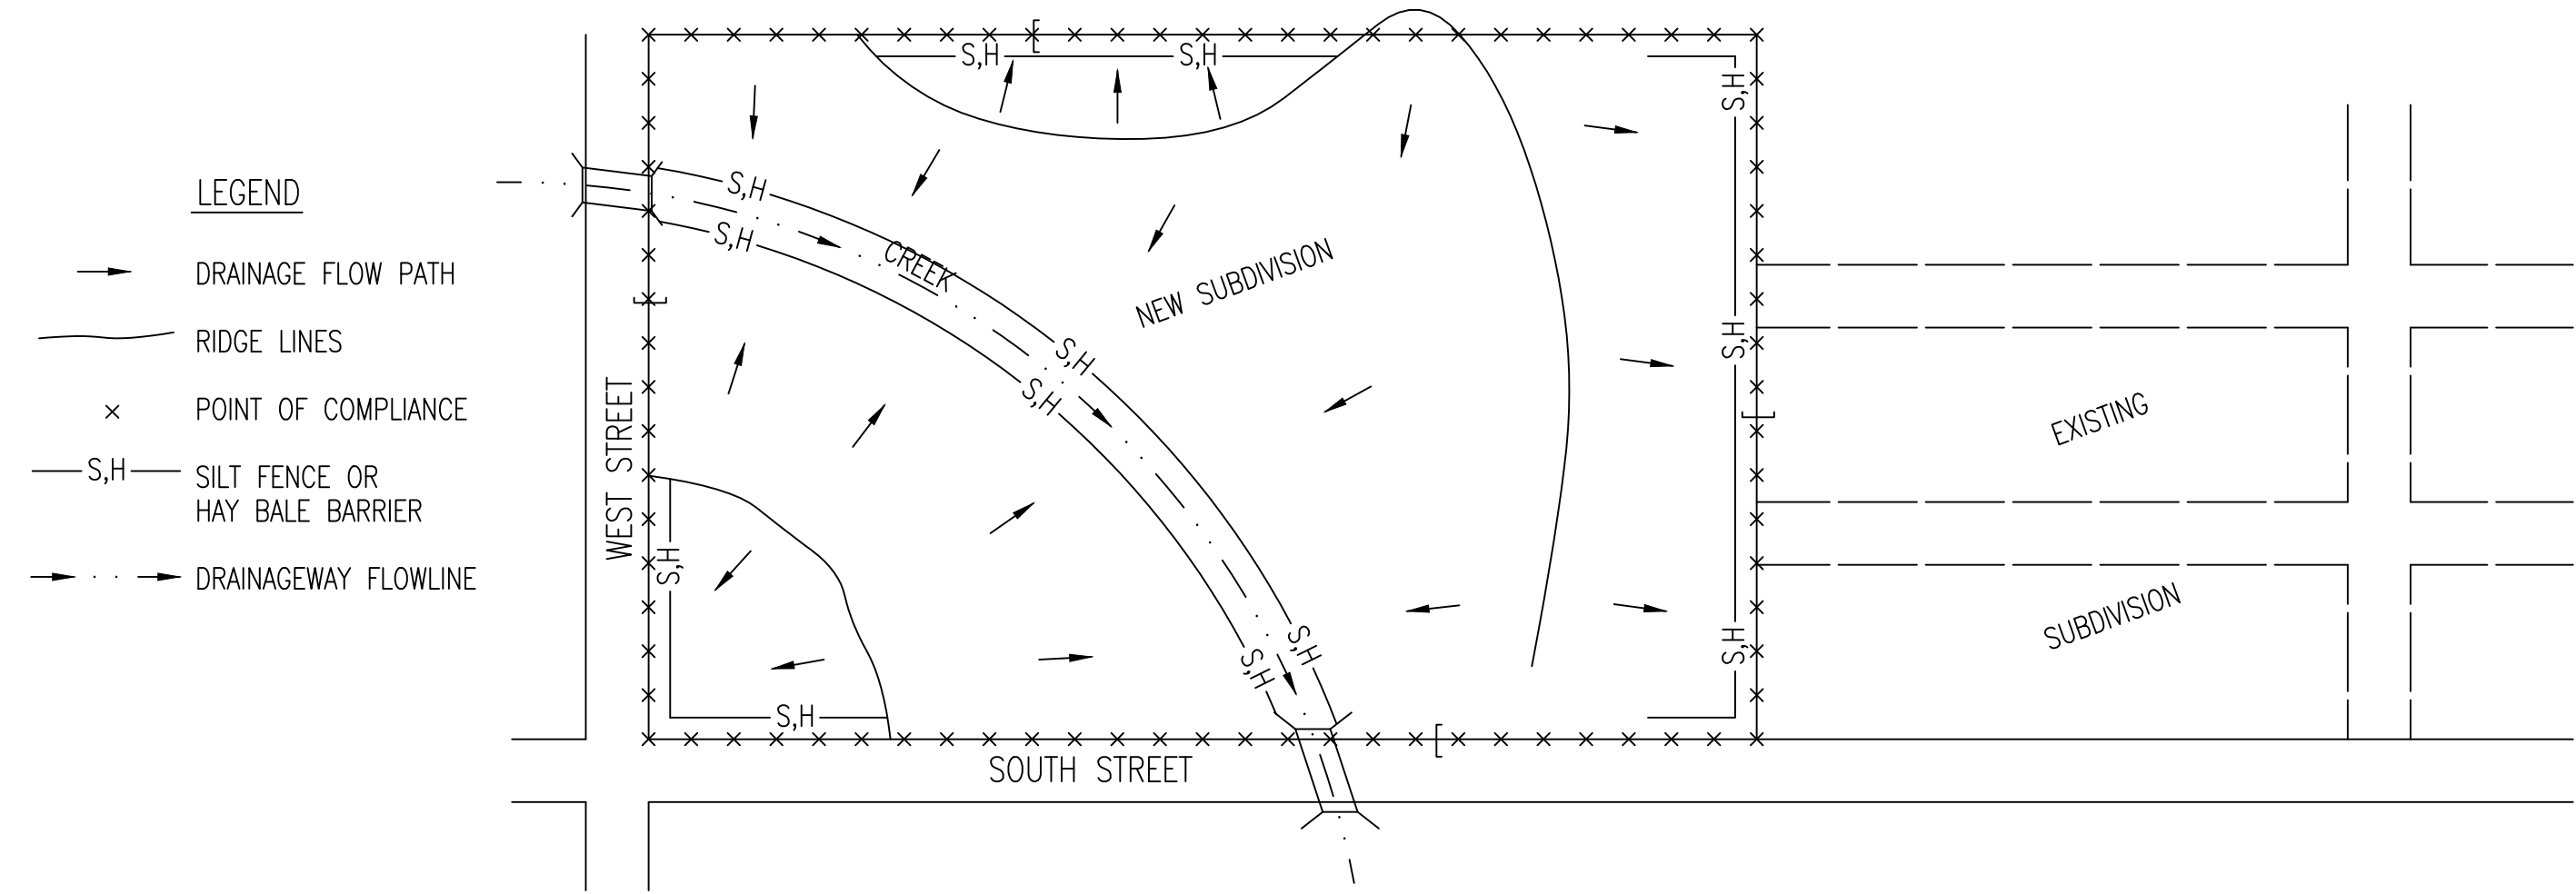 LEGEND
DRAINAGE FLOW PATH
RIDGE LINES
POINT OF COMPLIANCE
S,H
SILT FENCE OR
HAY BALE BARRIER
DRAINAGEWAY FLOWLINE
S,H
S,H
S,H
S,H
S,H
CREEK
NEW SUBDIVISION
S,H
S,H
S,H
WEST STREET
EXISTING
S,H
S,H
S,H
S,H
SUBDIVISION
S,H
SOUTH STREET